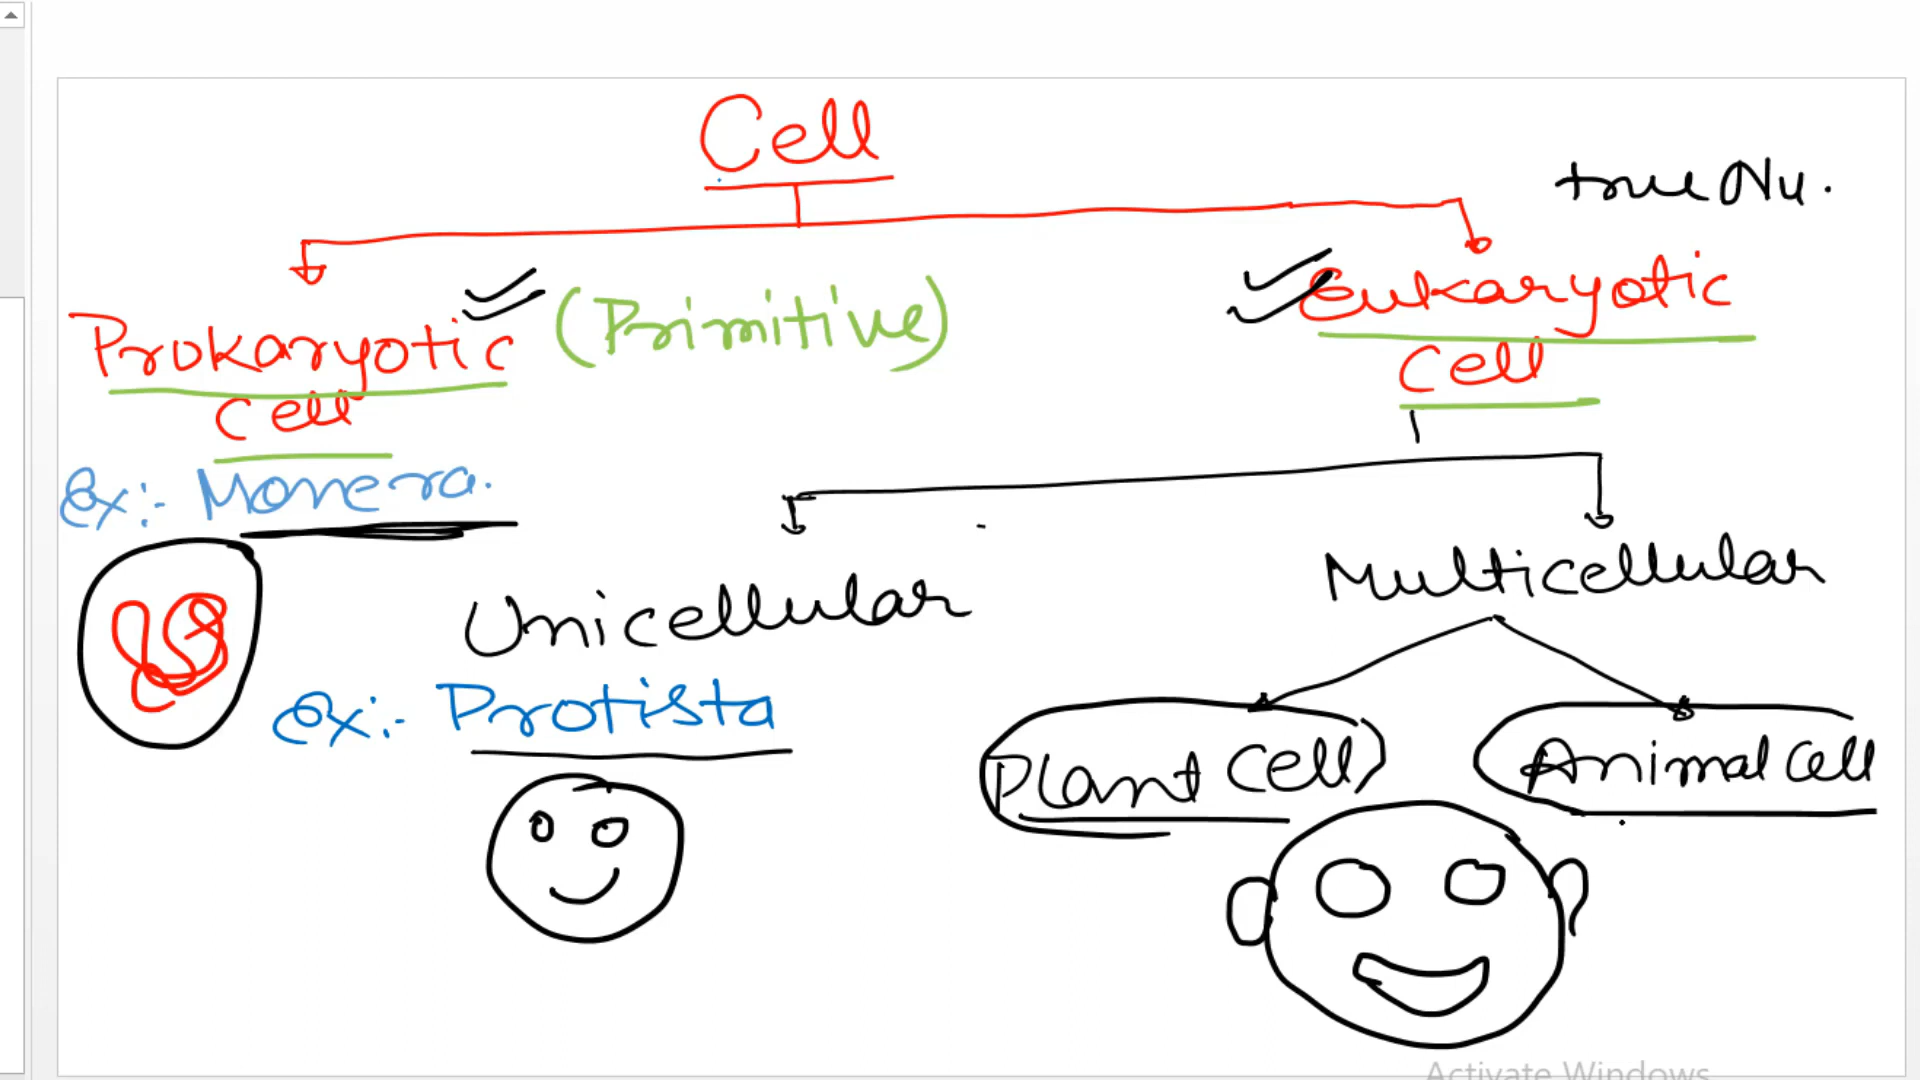 Cell
true Nu.
Prokaryotic (Primitive)
Cell
Eukaryotic
Cell
Ex:- Monera.
Unicellular
Ex:- Protista
Multicellular
Plant Cell
Animal Cell
Activate Windows